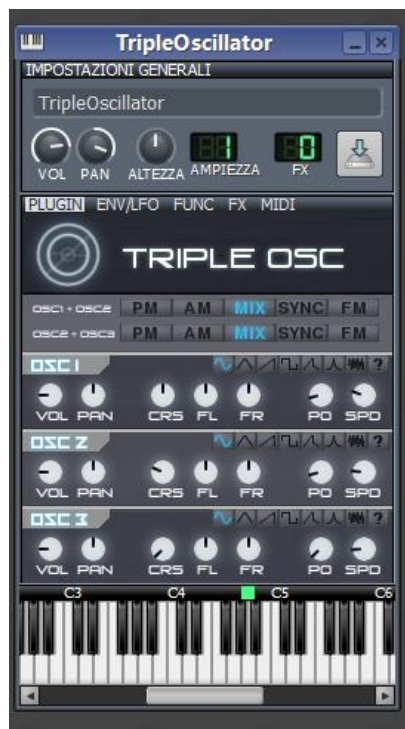 TripleOscillator
IMPOSTAZIONI GENERALI
TripleOscillator
1 0
VOL PAN ALTEZZA AMPIEZZA FX
PLUGIN ENV/LFO FUNC FX MIDI
TRIPLE OSC
OSC1 + OSC2 PM AM MIX SYNC FM
OSC2 + OSC3 PM AM MIX SYNC FM
OSC 1 ?
VOL PAN CRS FL FR PO SPD
OSC 2 ?
VOL PAN CRS FL FR PO SPD
OSC 3 ?
VOL PAN CRS FL FR PO SPD
C3 C4 C5 C6